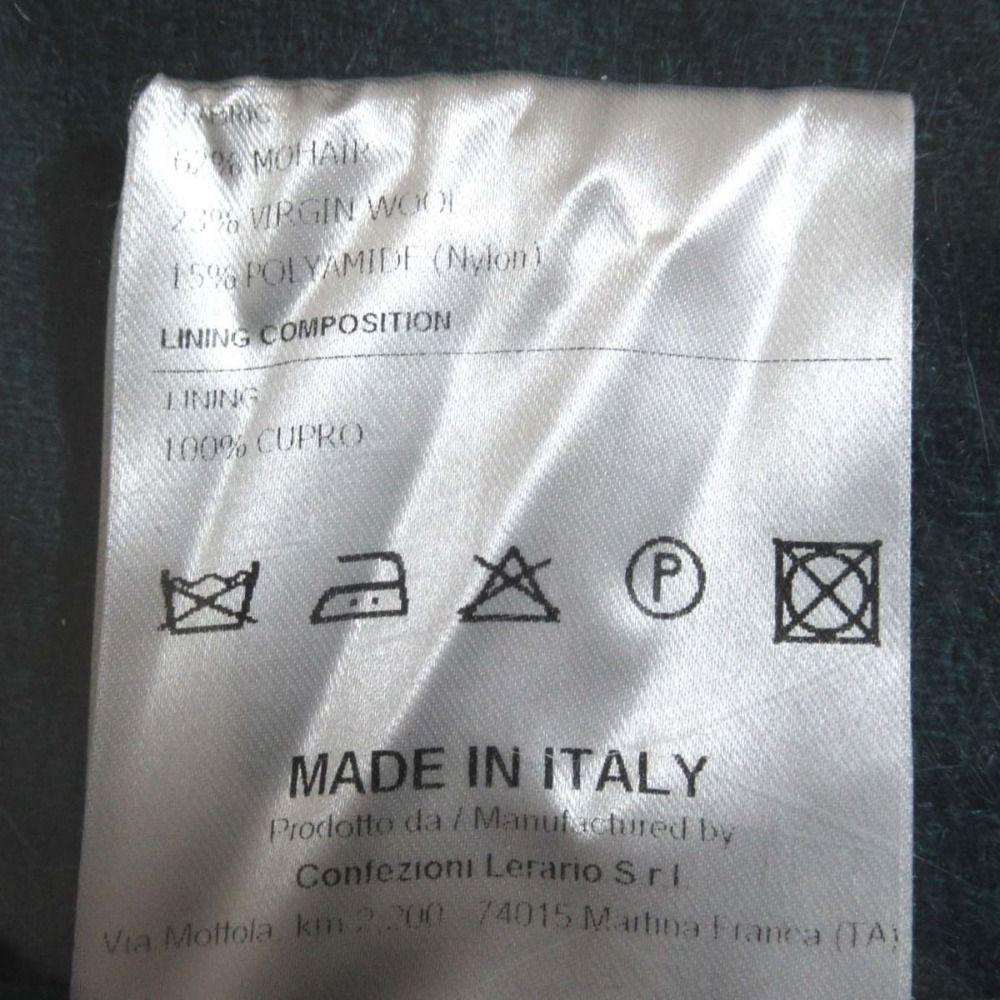 FABRIC
62% MOHAIR
23% VIRGIN WOOL
15% POLYAMIDE (Nylon)
LINING COMPOSITION
LINING
100% CUPRO
P
MADE IN ITALY
Prodotto da / Manufactured by
Confezioni Lerario S r l
Via Mottola, km 2,200 - 74015 Martina Franca (TA)